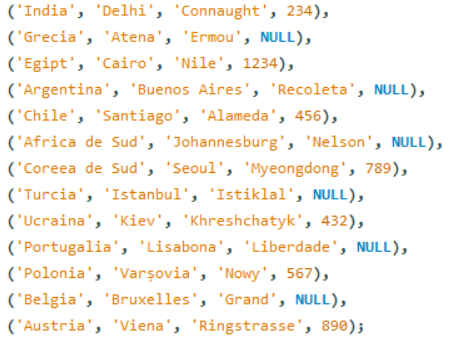 ('India', 'Delhi', 'Connaught', 234),
('Grecia', 'Atena', 'Ermou', NULL),
('Egipt', 'Cairo', 'Nile', 1234),
('Argentina', 'Buenos Aires', 'Recoleta', NULL),
('Chile', 'Santiago', 'Alameda', 456),
('Africa de Sud', 'Johannesburg', 'Nelson', NULL),
('Coreea de Sud', 'Seoul', 'Myeongdong', 789),
('Turcia', 'Istanbul', 'Istiklal', NULL),
('Ucraina', 'Kiev', 'Khreshchatyk', 432),
('Portugalia', 'Lisabona', 'Liberdade', NULL),
('Polonia', 'Varșovia', 'Nowy', 567),
('Belgia', 'Bruxelles', 'Grand', NULL),
('Austria', 'Viena', 'Ringstrasse', 890);